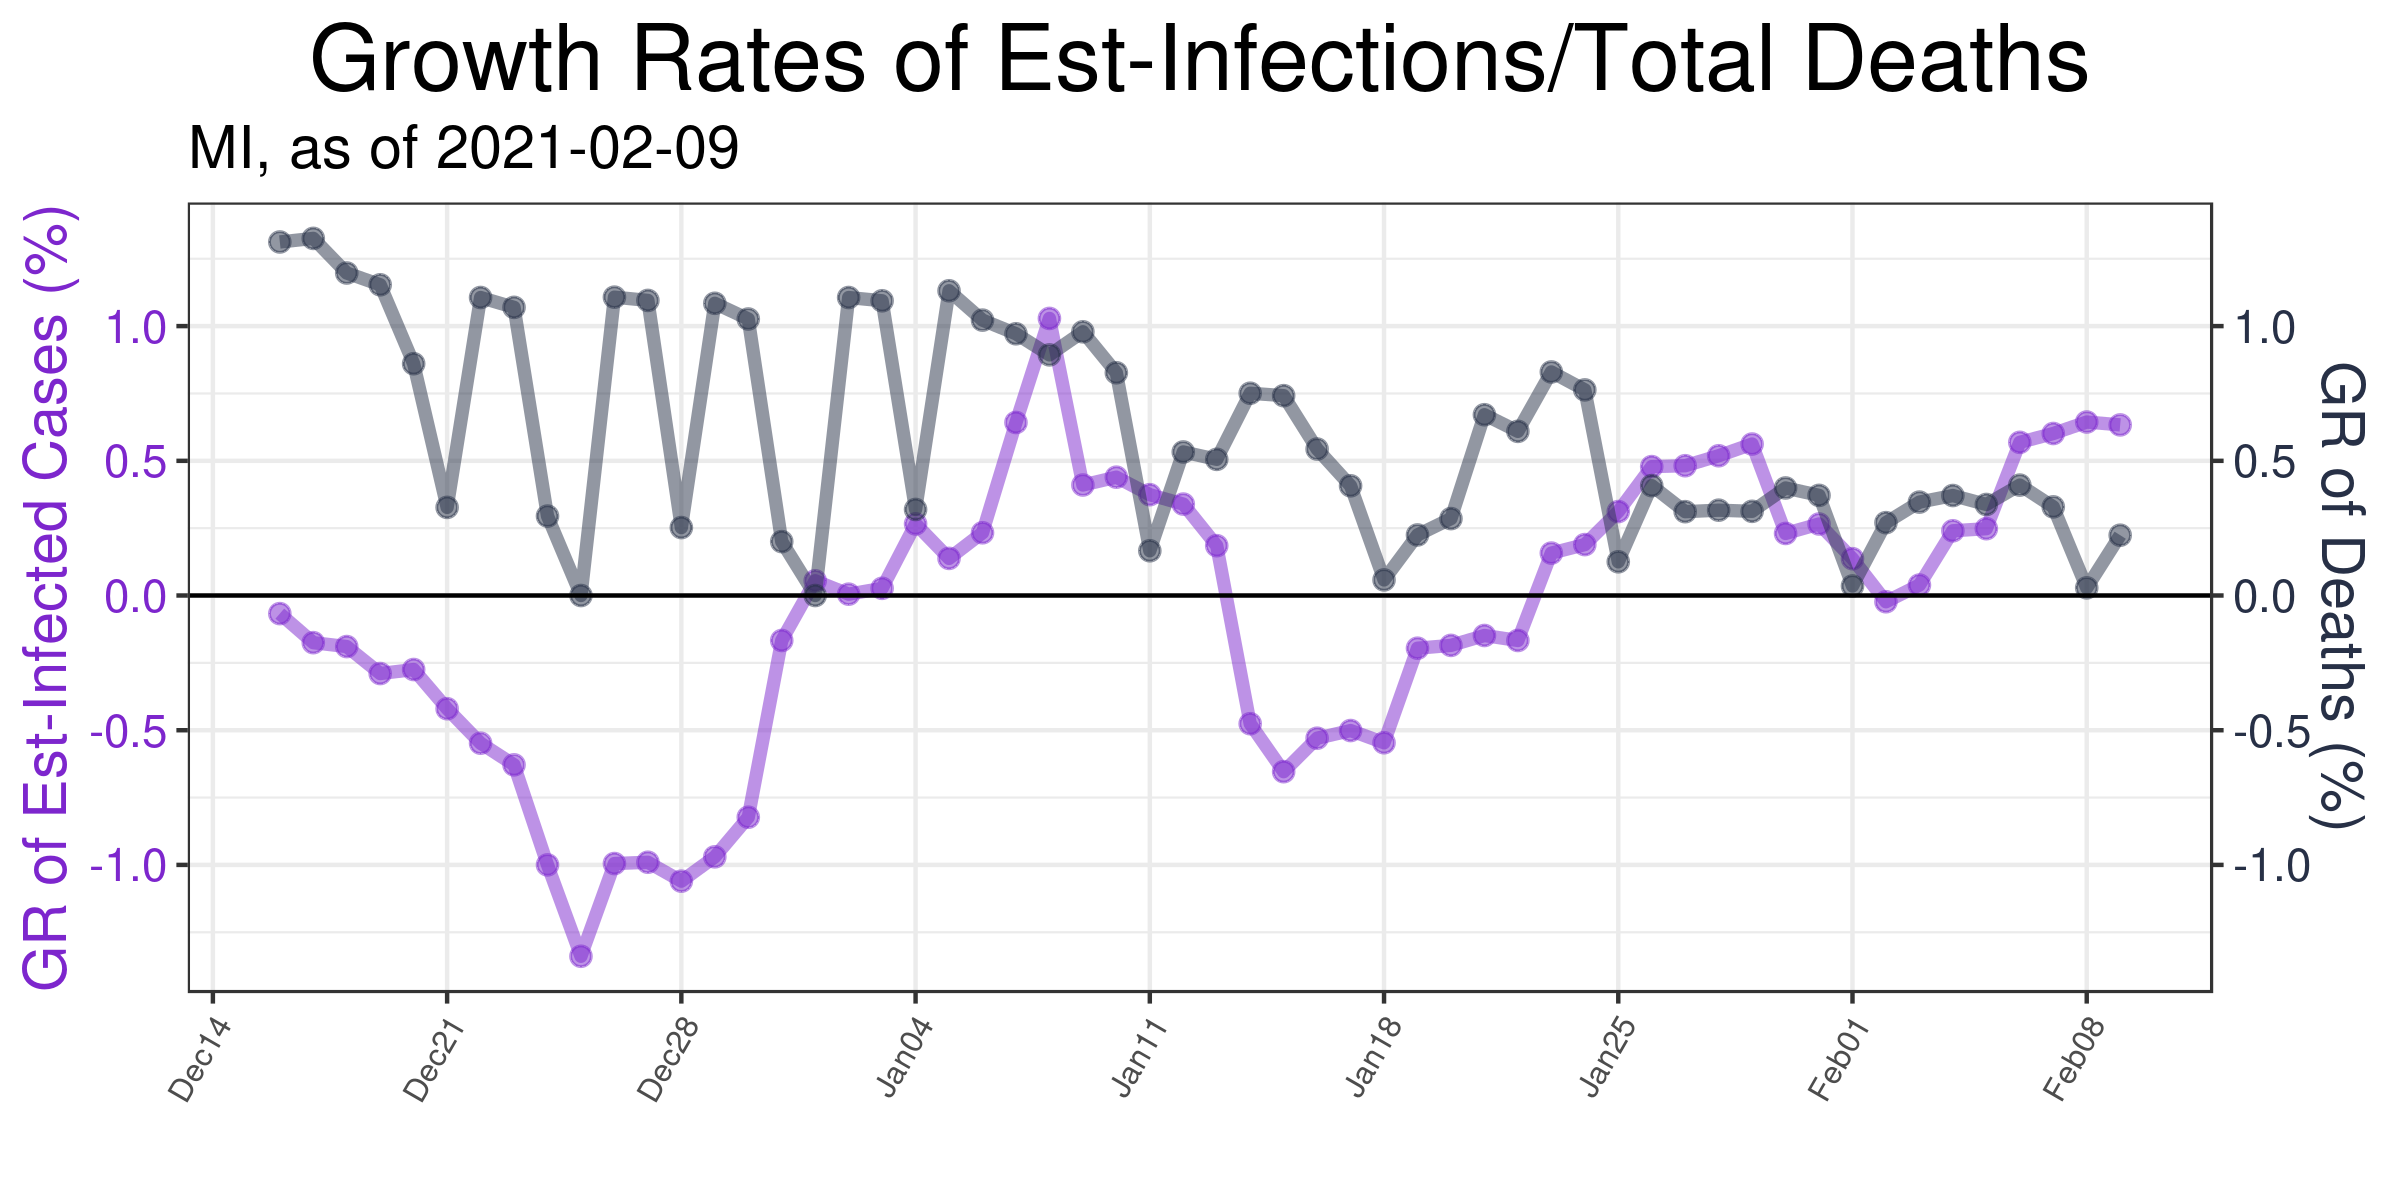 Growth Rates of Est-Infections/Total Deaths
MI, as of 2021-02-09
GR of Est-Infected Cases (%)
1.0
0.5
0.0
-0.5
-1.0
1.0
0.5
0.0
-0.5
-1.0
GR of Deaths (%)
Dec14
Dec21
Dec28
Jan04
Jan11
Jan18
Jan25
Feb01
Feb08